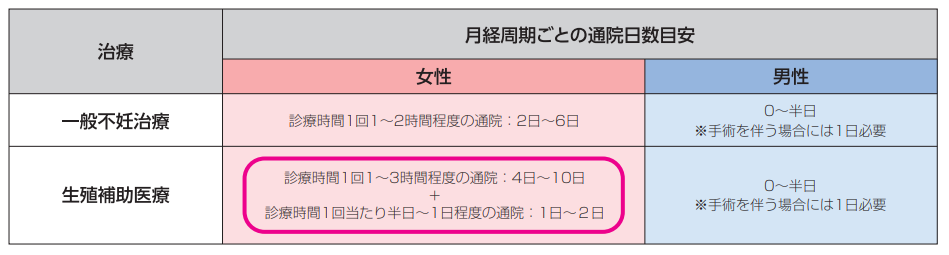 治療
月経周期ごとの通院日数目安
女性
男性
一般不妊治療
診療時間1回1〜2時間程度の通院：2日〜6日
0〜半日
※手術を伴う場合には1日必要
生殖補助医療
診療時間1回1〜3時間程度の通院：4日〜10日
＋
診療時間1回当たり半日〜1日程度の通院：1日〜2日
0〜半日
※手術を伴う場合には1日必要